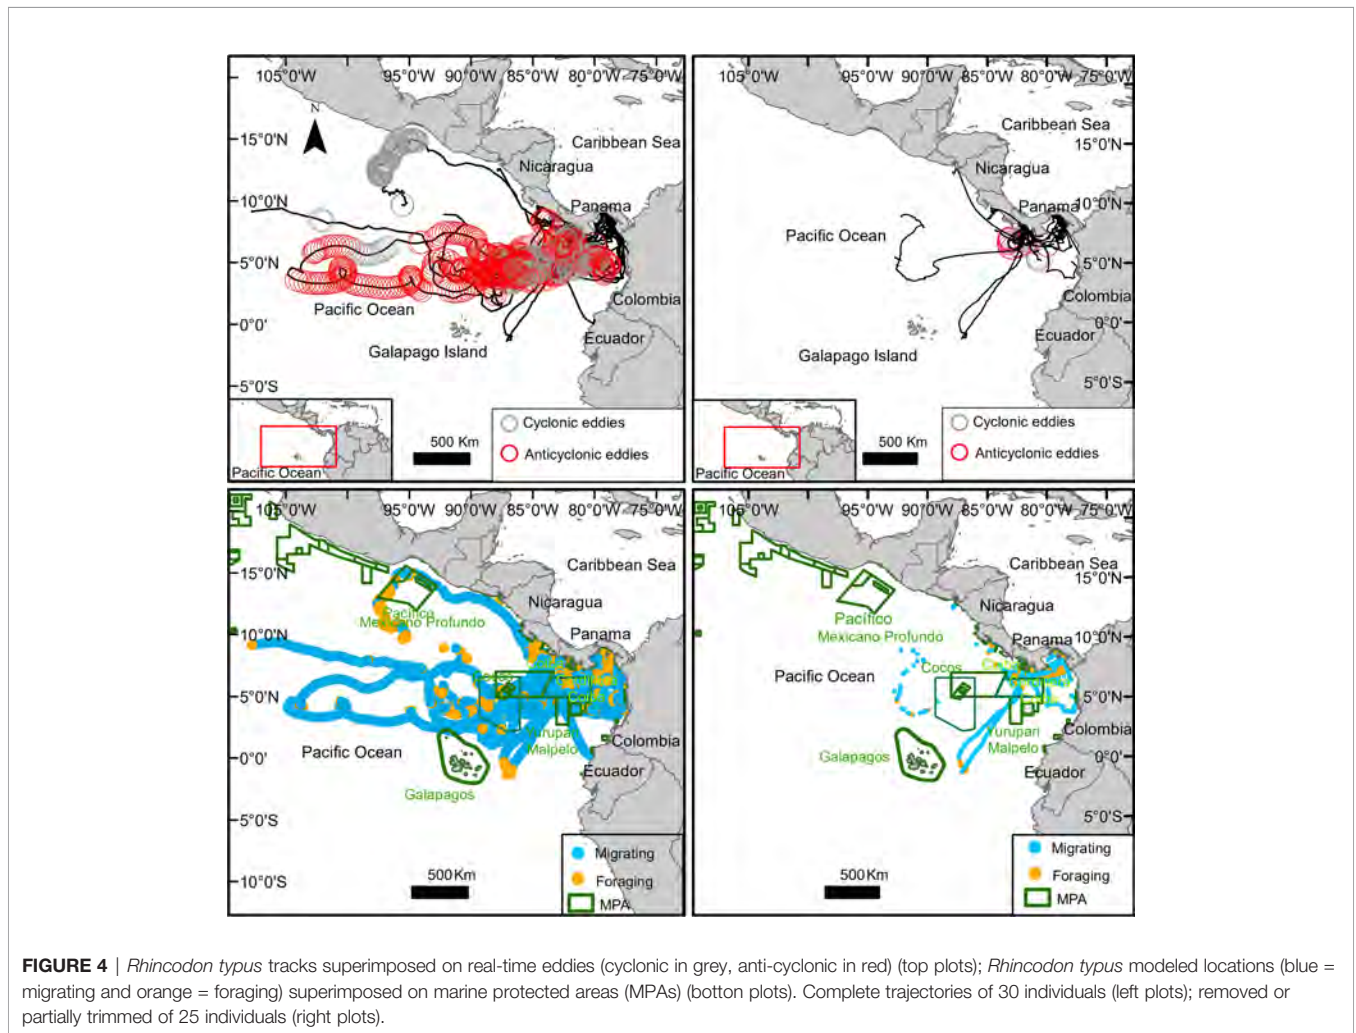 105°0'W 95°0'W 90°0'W 85°0'W 80°0'W 75°0'W
N
15°0'N
10°0'N
5°0'N
0°0'
5°0'S
Caribbean Sea
Nicaragua
Panama
Pacific Ocean
Colombia
Ecuador
Galapago Island
Pacific Ocean
500 Km
Cyclonic eddies
Anticyclonic eddies
105°0'W 95°0'W 90°0'W 85°0'W 80°0'W 75°0'W
15°0'N
10°0'N
5°0'N
0°0'
5°0'S
Caribbean Sea
Nicaragua
Panama
Pacific Ocean
Colombia
Ecuador
Galapago Island
Pacific Ocean
500 Km
Cyclonic eddies
Anticyclonic eddies
105°0'W 95°0'W 90°0'W 85°0'W 80°0'W 75°0'W
15°0'N
10°0'N
5°0'N
0°0'
5°0'S
10°0'S
Caribbean Sea
Nicaragua
Pacífico
Mexicano Profundo
Panama
Cocos
Yurupari
Malpelo
Colombia
Pacific Ocean
Ecuador
Galapagos
500 Km
Migrating
Foraging
MPA
105°0'W 95°0'W 90°0'W 85°0'W 80°0'W 75°0'W
15°0'N
10°0'N
5°0'N
0°0'
5°0'S
Caribbean Sea
Nicaragua
Pacífico
Mexicano Profundo
Panama
Cocos
Pacific Ocean
Yurupari
Malpelo
Colombia
Galapagos
Ecuador
500 Km
Migrating
Foraging
MPA
FIGURE 4 | Rhincodon typus tracks superimposed on real-time eddies (cyclonic in grey, anti-cyclonic in red) (top plots); Rhincodon typus modeled locations (blue =
migrating and orange = foraging) superimposed on marine protected areas (MPAs) (botton plots). Complete trajectories of 30 individuals (left plots); removed or
partially trimmed of 25 individuals (right plots).